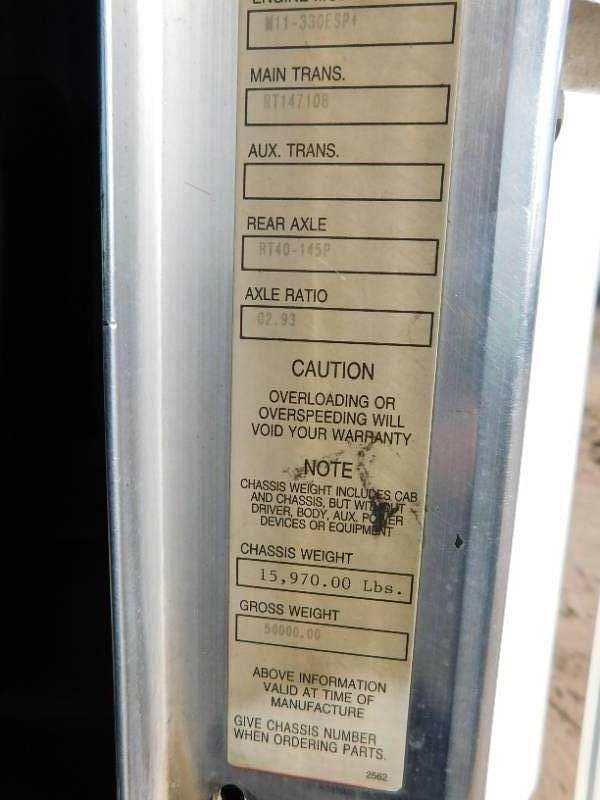 M11-330ESP+
MAIN TRANS.
RT14710B
AUX. TRANS.
REAR AXLE
RT40-145P
AXLE RATIO
02.93
CAUTION
OVERLOADING OR
OVERSPEEDING WILL
VOID YOUR WARRANTY
NOTE
CHASSIS WEIGHT INCLUDES CAB
AND CHASSIS, BUT WITHOUT
DRIVER, BODY, AUX. POWER
DEVICES OR EQUIPMENT
CHASSIS WEIGHT
15,970.00 Lbs.
GROSS WEIGHT
50000.00
ABOVE INFORMATION
VALID AT TIME OF
MANUFACTURE
GIVE CHASSIS NUMBER
WHEN ORDERING PARTS.
2562